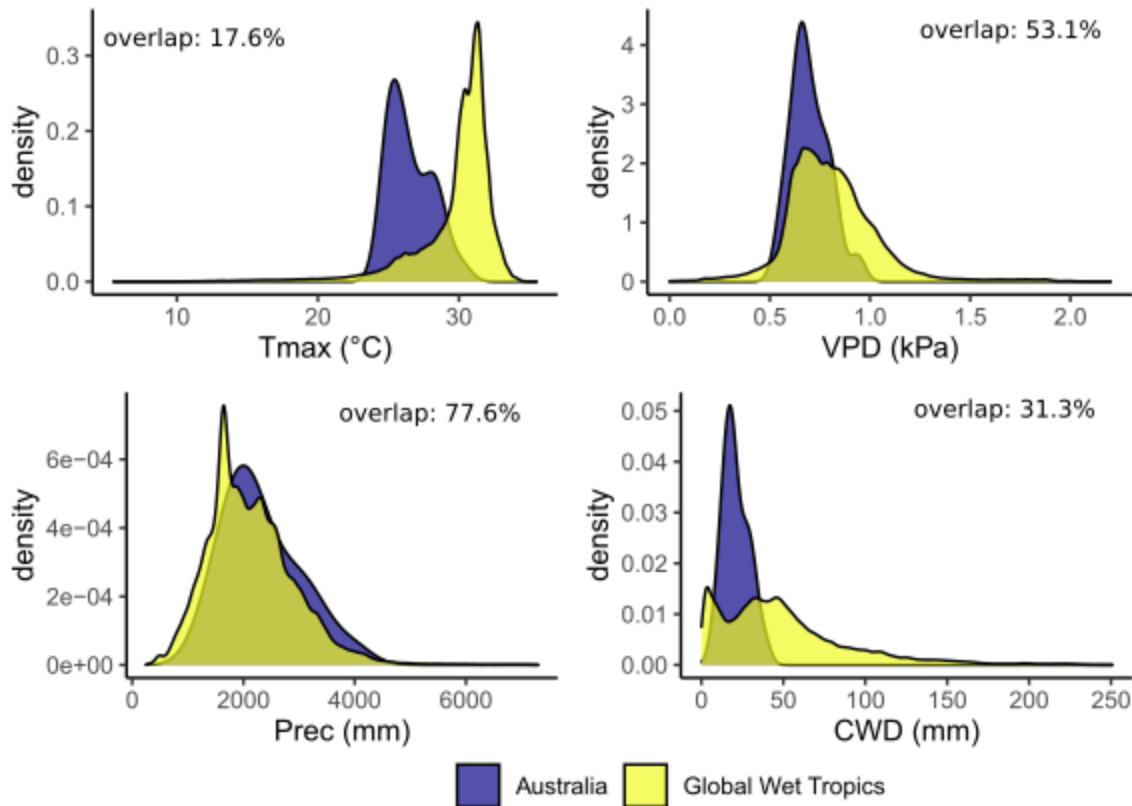 overlap: 17.6%
density
0.3
0.2
0.1
0.0
10 20 30
Tmax (°C)
overlap: 53.1%
density
4
3
2
1
0
0.0 0.5 1.0 1.5 2.0
VPD (kPa)
overlap: 77.6%
density
6e-04
4e-04
2e-04
0e+00
0 2000 4000 6000
Prec (mm)
overlap: 31.3%
density
0.05
0.04
0.03
0.02
0.01
0.00
0 50 100 150 200 250
CWD (mm)
Australia Global Wet Tropics